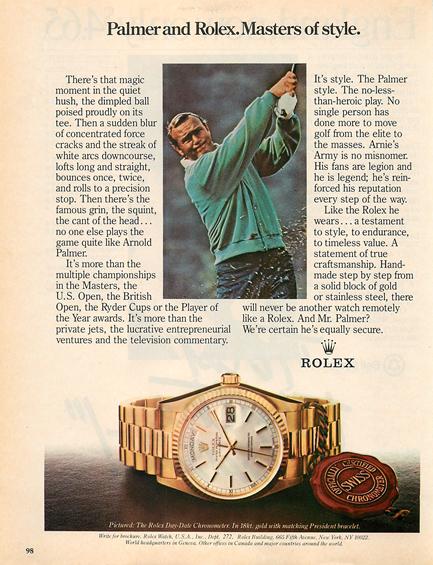 Palmer and Rolex. Masters of style.
There's that magic
moment in the quiet
hush, the dimpled ball
poised proudly on its
tee. Then a sudden blur
of concentrated force
cracks and the streak of
white arcs downcourse,
lofts long and straight,
bounces once, twice,
and rolls to a precision
stop. Then there's the
famous grin, the squint,
the cant of the head...
no one else plays the
game quite like Arnold
Palmer.
It's more than the
multiple championships
in the Masters, the
U.S. Open, the British
Open, the Ryder Cups or the Player of
the Year awards. It's more than the
private jets, the lucrative entrepreneurial
ventures and the television commentary.
It's style. The Palmer
style. The no-less-
than-heroic play. No
single person has
done more to move
golf from the elite to
the masses. Arnie's
Army is no misnomer.
His fans are legion and
he is legend; he's rein-
forced his reputation
every step of the way.
Like the Rolex he
wears... a testament
to style, to endurance,
to timeless value. A
statement of true
craftsmanship. Hand-
made step by step from
a solid block of gold
or stainless steel, there
will never be another watch remotely
like a Rolex. And Mr. Palmer?
We're certain he's equally secure.
ROLEX
MONDAY
28
ROLEX
OFFICIALLY CERTIFIED
SWISS
CHRONOMETER
Pictured: The Rolex Day-Date Chronometer. In 18kt. gold with matching President bracelet.
Write for brochure. Rolex Watch, U.S.A., Inc., Dept. 272, Rolex Building, 665 Fifth Avenue, New York, NY 10022.
World headquarters in Geneva. Other offices in Canada and major countries around the world.
98